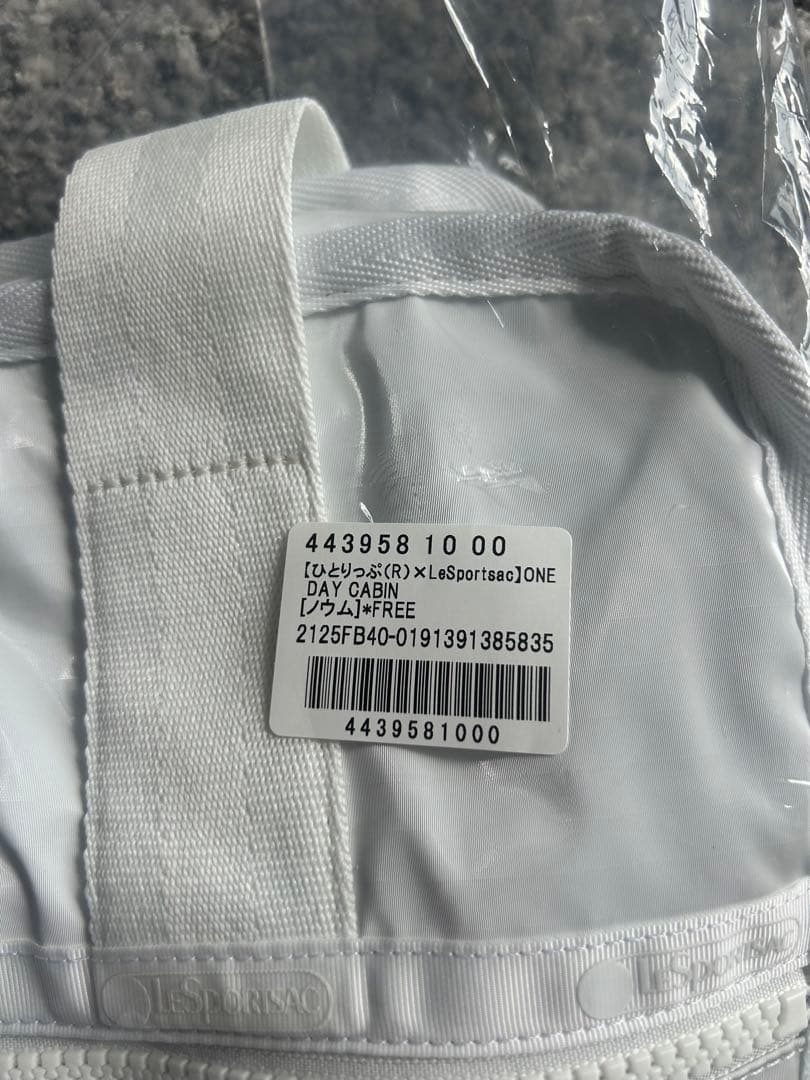 443958 10 00
【ひとりっぷ(R)×LeSportsac】ONE
DAY CABIN
[ノウム]*FREE
2125FB40-0191391385835
4439581000
LESPORTSAC
LESPORTSAC